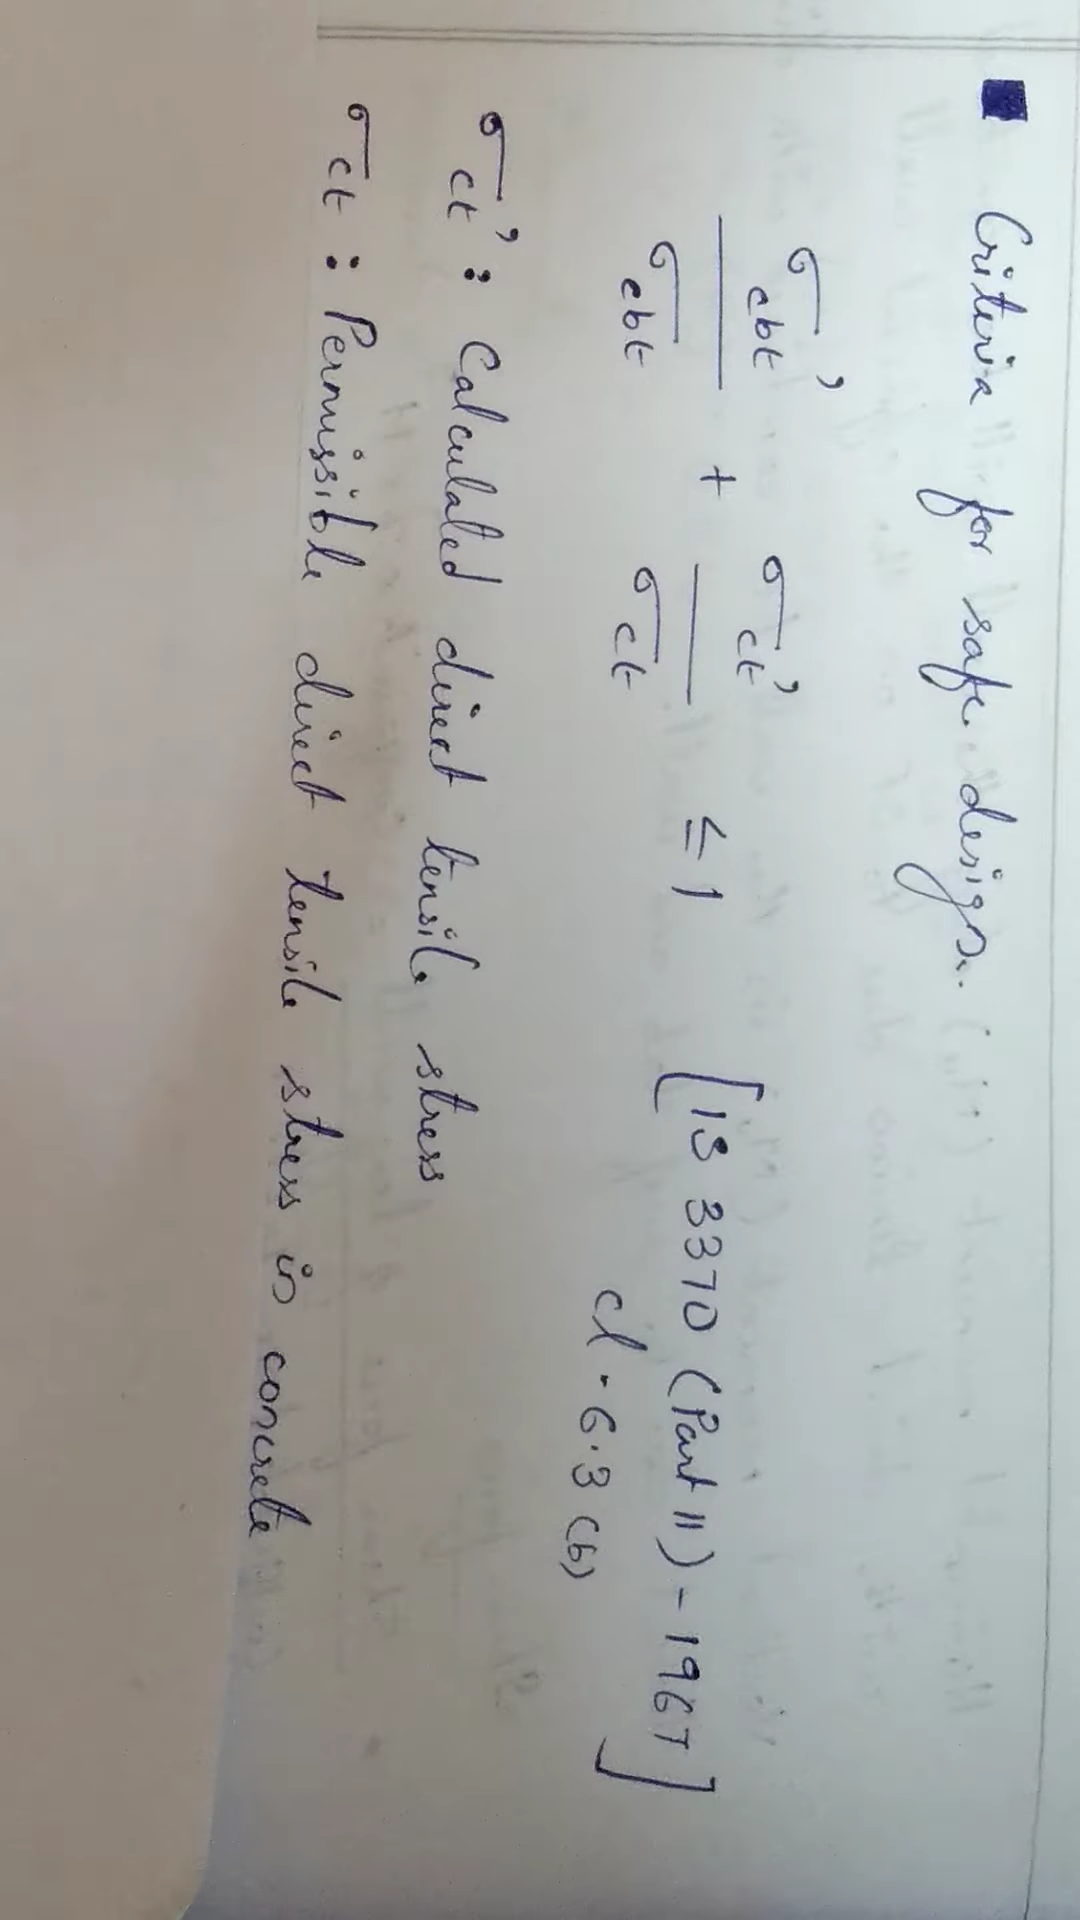 Criteria for safe design.
σcbt' / σcbt + σct' / σct ≤ 1 [IS 3370 (Part II) - 1967]
cl. 6.3 (b)
σct' : Calculated direct tensile stress
σct : Permissible direct tensile stress in concrete